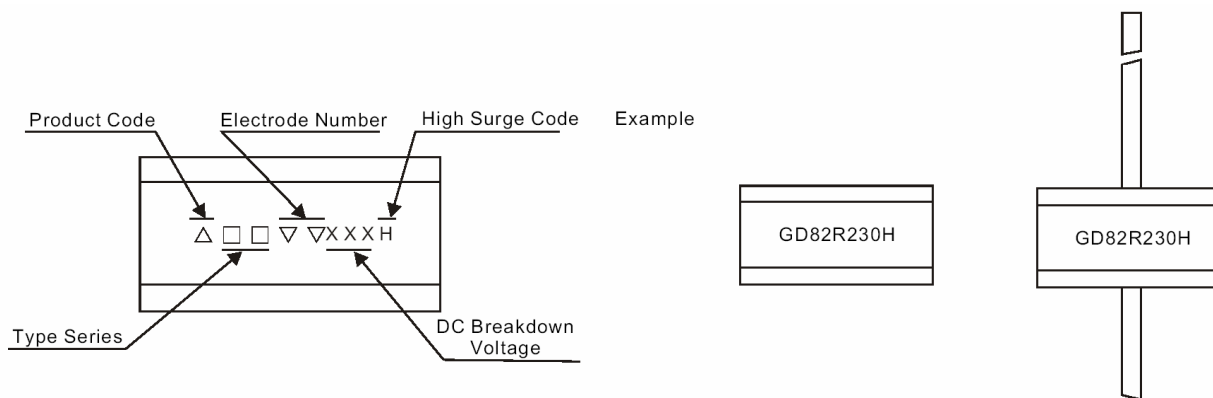 Product Code
Electrode Number
High Surge Code
Example
△ □ □ ▽ ▽ X X X H
Type Series
DC Breakdown
Voltage
GD82R230H
GD82R230H